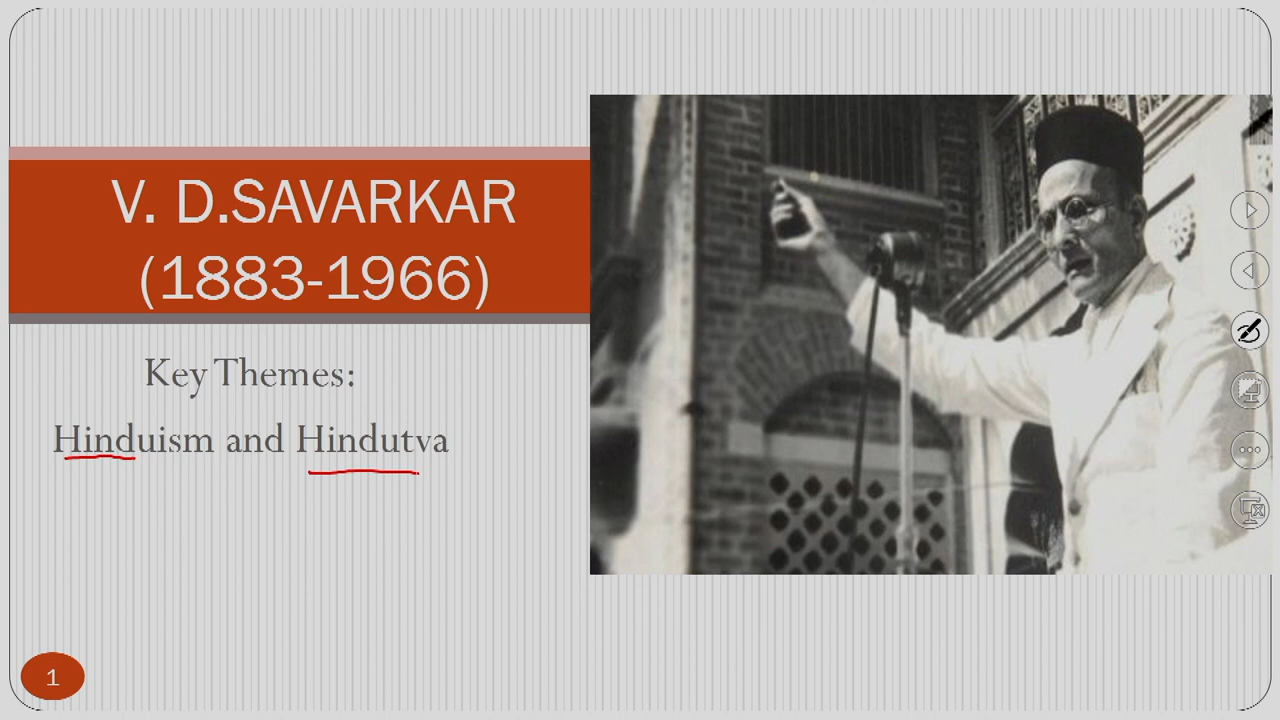 V. D.SAVARKAR
(1883-1966)
Key Themes:
Hinduism and Hindutva
1